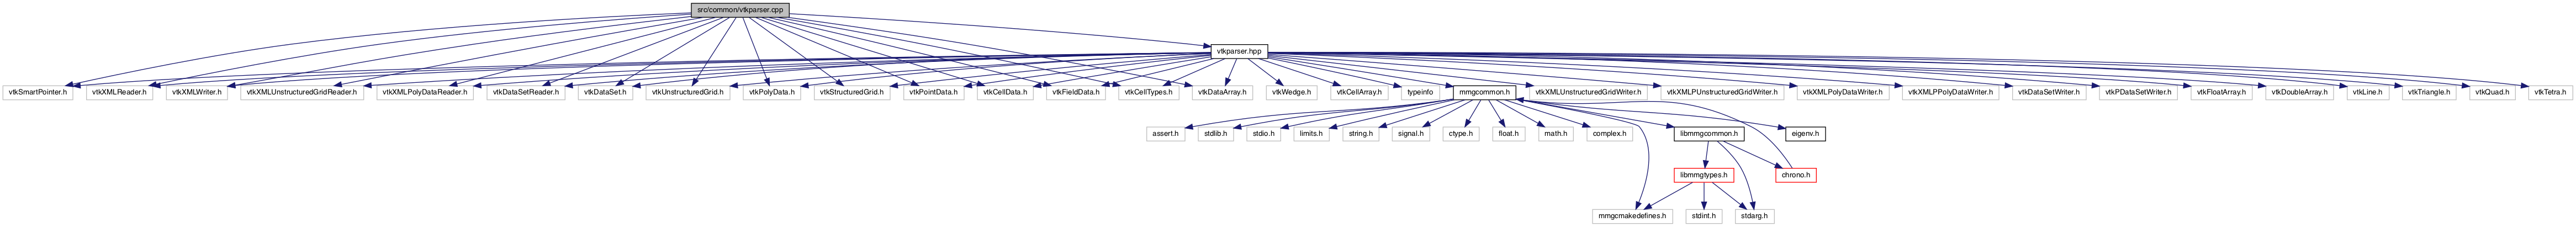 src/common/vtkparser.cpp
vtkparser.hpp
vtkSmartPointer.h
vtkXMLReader.h
vtkXMLWriter.h
vtkXMLUnstructuredGridReader.h
vtkXMLPolyDataReader.h
vtkDataSetReader.h
vtkDataSet.h
vtkUnstructuredGrid.h
vtkPolyData.h
vtkStructuredGrid.h
vtkPointData.h
vtkCellData.h
vtkFieldData.h
vtkCellTypes.h
vtkDataArray.h
vtkWedge.h
vtkCellArray.h
typeinfo
mmgcommon.h
vtkXMLUnstructuredGridWriter.h
vtkXMLPUnstructuredGridWriter.h
vtkXMLPolyDataWriter.h
vtkXMLPPolyDataWriter.h
vtkDataSetWriter.h
vtkPDataSetWriter.h
vtkFloatArray.h
vtkDoubleArray.h
vtkLine.h
vtkTriangle.h
vtkQuad.h
vtkTetra.h
assert.h
stdlib.h
stdio.h
limits.h
string.h
signal.h
ctype.h
float.h
math.h
complex.h
libmmgcommon.h
eigenv.h
libmmgtypes.h
chrono.h
mmgcmakedefines.h
stdint.h
stdarg.h